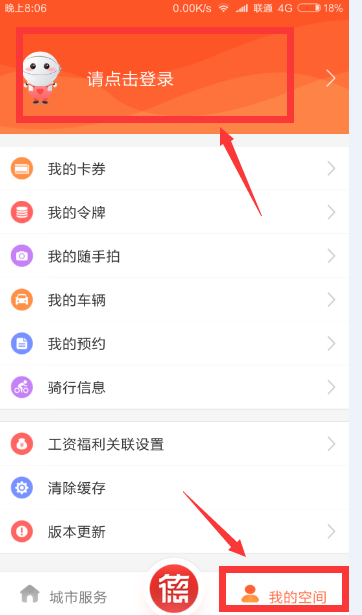 晚上8:06 0.00K/s 联通 4G 18%
请点击登录
我的卡券
我的令牌
我的随手拍
我的车辆
我的预约
骑行信息
工资福利关联设置
清除缓存
版本更新
城市服务 德 我的空间